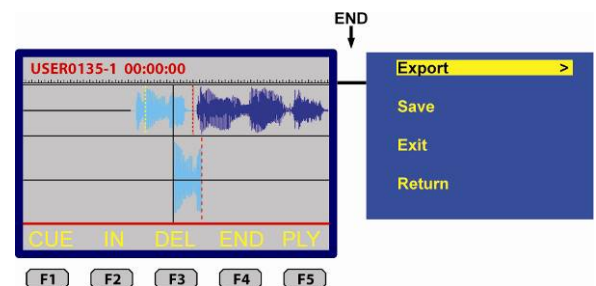 END
USER0135-1 00:00:00
CUE IN DEL END PLY
F1 F2 F3 F4 F5
Export >
Save
Exit
Return